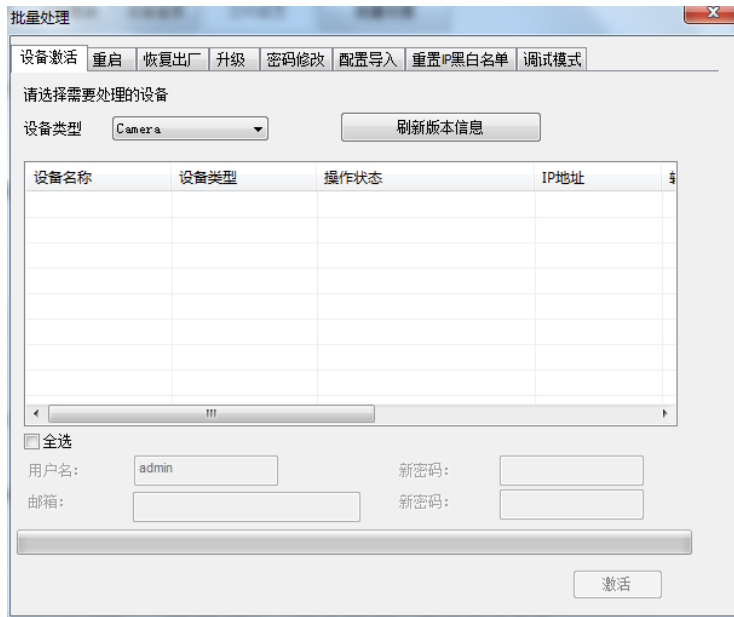 批量处理
设备激活 重启 恢复出厂 升级 密码修改 配置导入 重置IP黑白名单 调试模式
请选择需要处理的设备
设备类型 Camera 刷新版本信息
设备名称 设备类型 操作状态 IP地址
全选
用户名: admin 新密码:
邮箱: 新密码:
激活